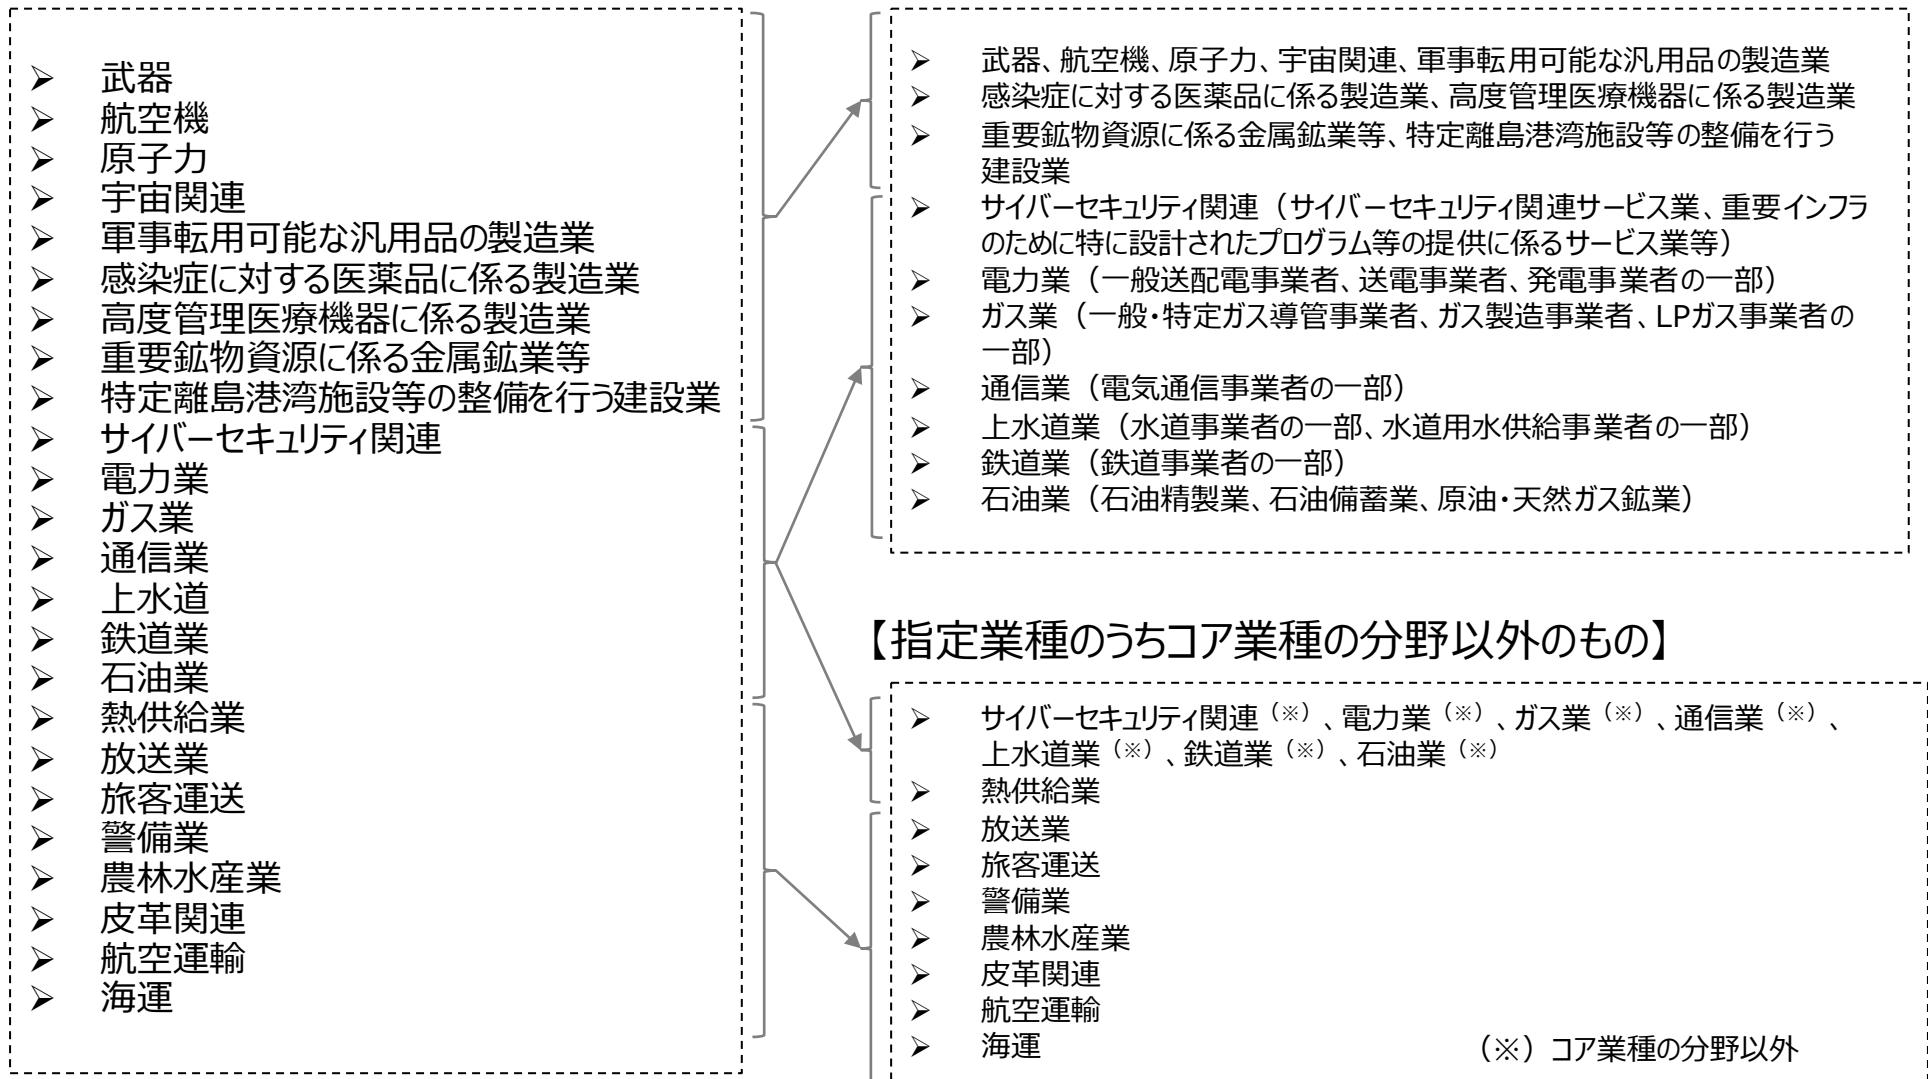 ➢ 武器
➢ 航空機
➢ 原子力
➢ 宇宙関連
➢ 軍事転用可能な汎用品の製造業
➢ 感染症に対する医薬品に係る製造業
➢ 高度管理医療機器に係る製造業
➢ 重要鉱物資源に係る金属鉱業等
➢ 特定離島港湾施設等の整備を行う建設業
➢ サイバーセキュリティ関連
➢ 電力業
➢ ガス業
➢ 通信業
➢ 上水道
➢ 鉄道業
➢ 石油業
➢ 熱供給業
➢ 放送業
➢ 旅客運送
➢ 警備業
➢ 農林水産業
➢ 皮革関連
➢ 航空運輸
➢ 海運
➢ 武器、航空機、原子力、宇宙関連、軍事転用可能な汎用品の製造業
➢ 感染症に対する医薬品に係る製造業、高度管理医療機器に係る製造業
➢ 重要鉱物資源に係る金属鉱業等、特定離島港湾施設等の整備を行う
建設業
➢ サイバーセキュリティ関連（サイバーセキュリティ関連サービス業、重要インフラ
のために特に設計されたプログラム等の提供に係るサービス業等）
➢ 電力業（一般送配電事業者、送電事業者、発電事業者の一部）
➢ ガス業（一般・特定ガス導管事業者、ガス製造事業者、LPガス事業者の
一部）
➢ 通信業（電気通信事業者の一部）
➢ 上水道業（水道事業者の一部、水道用水供給事業者の一部）
➢ 鉄道業（鉄道事業者の一部）
➢ 石油業（石油精製業、石油備蓄業、原油・天然ガス鉱業）
【指定業種のうちコア業種の分野以外のもの】
➢ サイバーセキュリティ関連（※）、電力業（※）、ガス業（※）、通信業（※）、
上水道業（※）、鉄道業（※）、石油業（※）
➢ 熱供給業
➢ 放送業
➢ 旅客運送
➢ 警備業
➢ 農林水産業
➢ 皮革関連
➢ 航空運輸
➢ 海運
（※）コア業種の分野以外